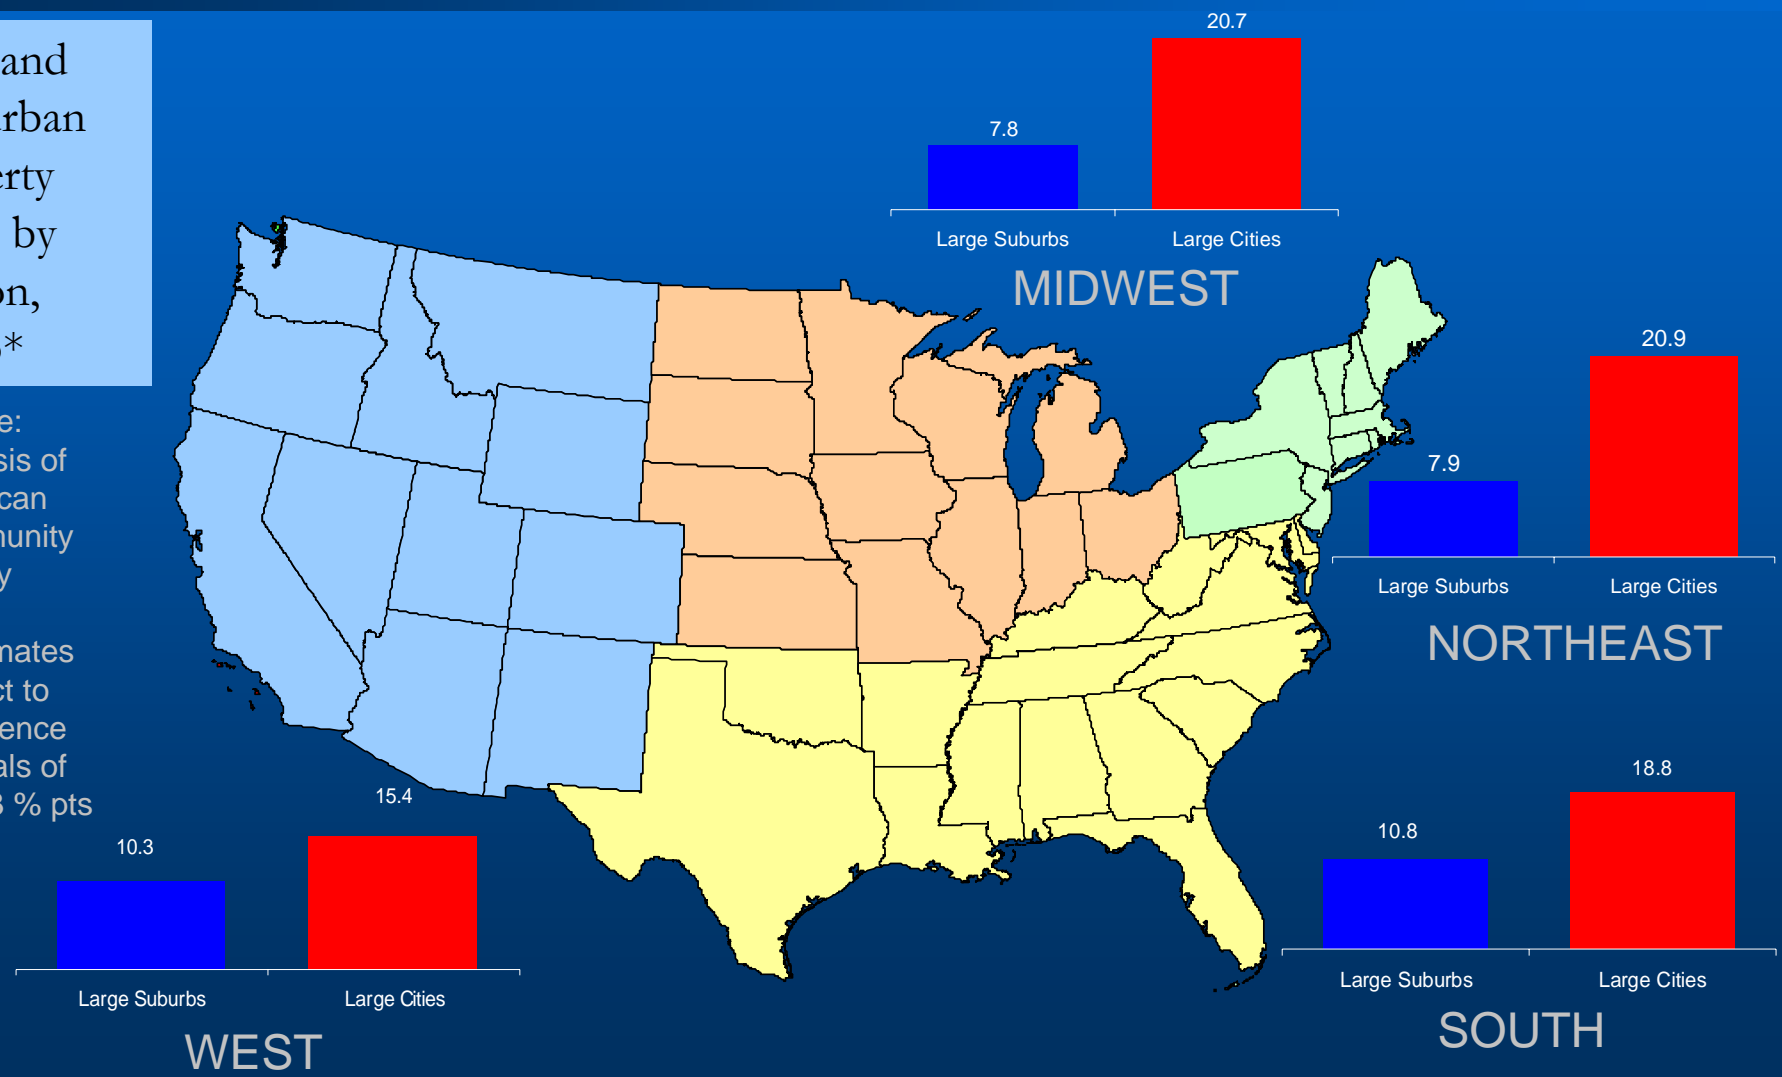 and
urban
erty
by
on,
*
e:
sis of
can
unity
y
mates
ct to
ence
als of
% pts
20.7
7.8
Large Suburbs
Large Cities
MIDWEST
20.9
7.9
Large Suburbs
Large Cities
NORTHEAST
15.4
10.3
Large Suburbs
Large Cities
WEST
18.8
10.8
Large Suburbs
Large Cities
SOUTH